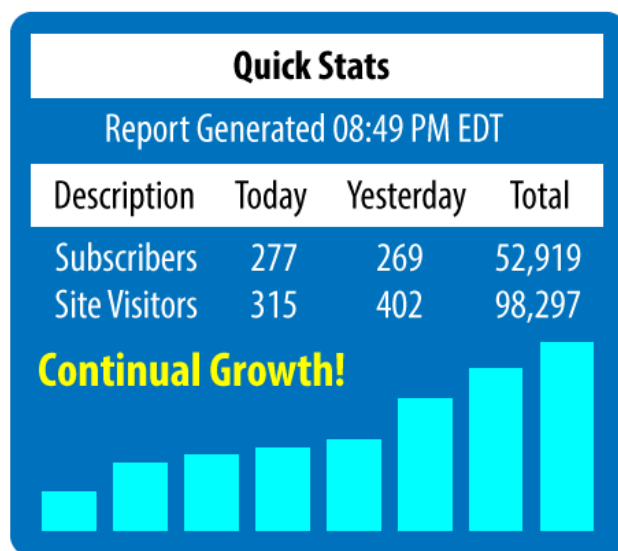 Quick Stats
Report Generated 08:49 PM EDT
Description Today Yesterday Total
Subscribers 277 269 52,919
Site Visitors 315 402 98,297
Continual Growth!